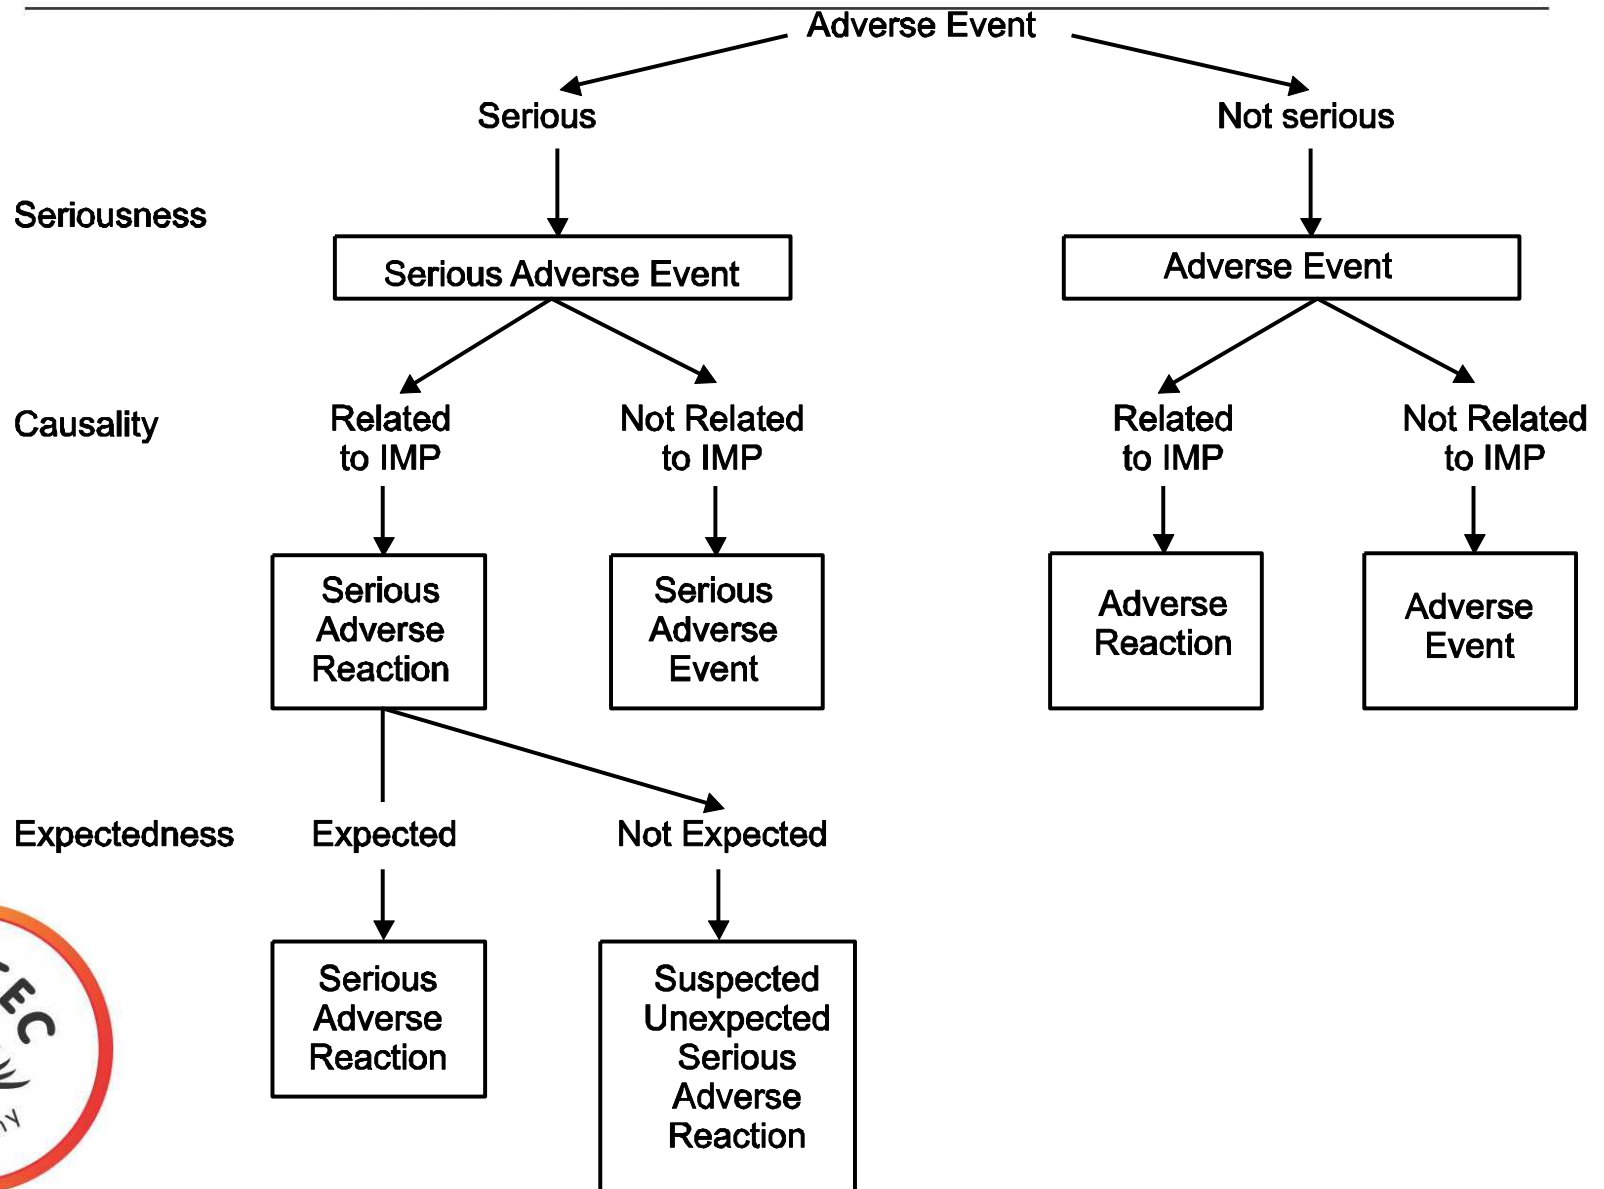 Adverse Event
Serious
Not serious
Seriousness
Serious Adverse Event
Adverse Event
Causality
Related
to IMP
Not Related
to IMP
Related
to IMP
Not Related
to IMP
Serious
Adverse
Reaction
Serious
Adverse
Event
Adverse
Reaction
Adverse
Event
Expectedness
Expected
Not Expected
Serious
Adverse
Reaction
Suspected
Unexpected
Serious
Adverse
Reaction